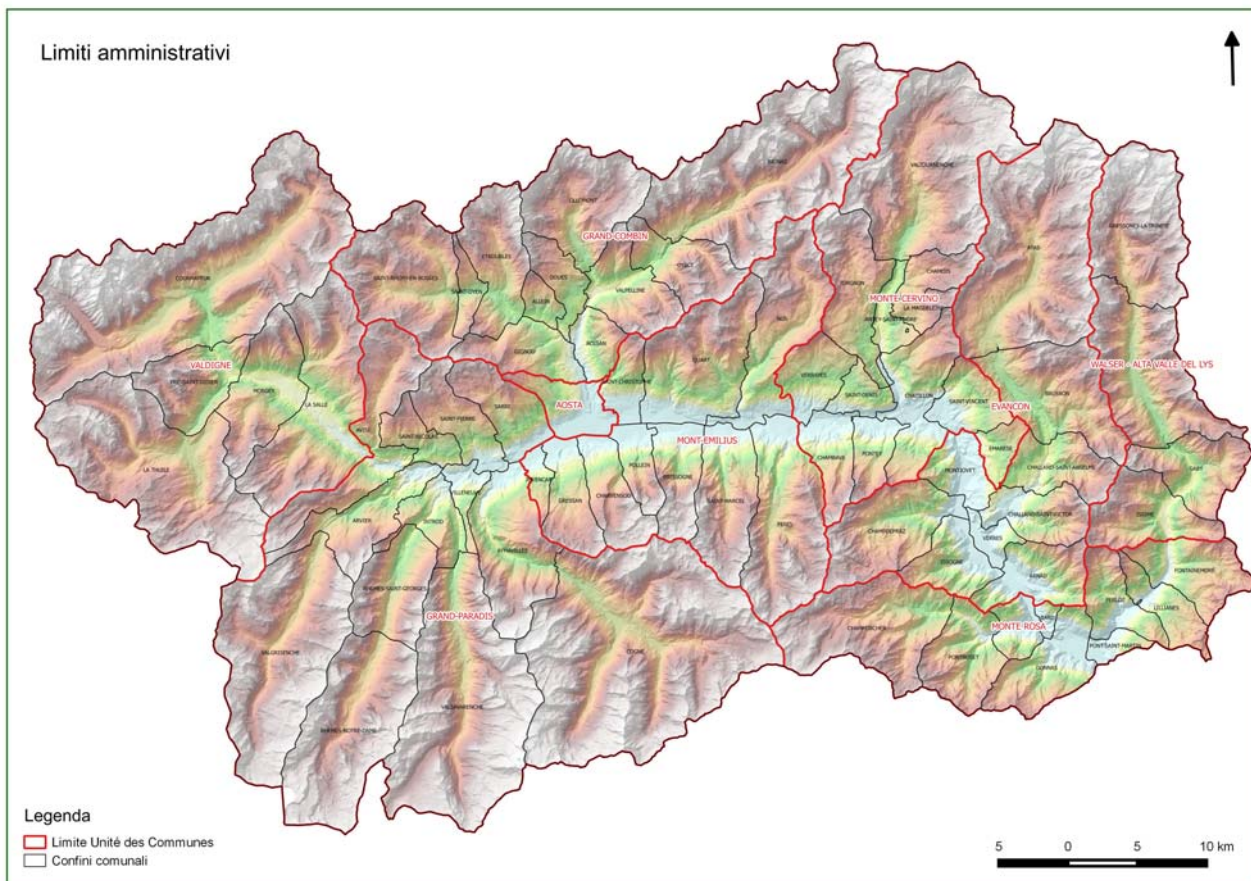 Limiti amministrativi
VALTOURNENCHE
BIONAZ
OLLOMONT
GRESSONEY-LA-TRINITÉ
GRAND-COMBIN
AYAS
ETROUBLES
SAINT-RHÉMY-EN-BOSSES
OYACE
CHAMOIS
COURMAYEUR
DOUES
TORGNON
VALPELLINE
SAINT-OYEN
ALLEIN
MONTE-CERVINO
LA MAGDELEINE
ANTEY-SAINT-ANDRÉ
NUS
ROISAN
GIGNOD
QUART
WALSER - ALTA VALLE DEL LYS
VALDIGNE
PRÉ-SAINT-DIDIER
VERRAYES
SAINT-CHRISTOPHE
MORGEX
SAINT-DENIS
CHÂTILLON
BRUSSON
SAINT-VINCENT
LA SALLE
AOSTA
SARRE
EVANCON
SAINT-PIERRE
AVISE
SAINT-NICOLAS
MONT-EMILIUS
EMARÈSE
CHAMBAVE
PONTEY
POLLEIN
CHALLAND-SAINT-ANSELME
GABY
LA THUILE
MONTJOVET
BRISSOGNE
JOVENÇAN
VILLENEUVE
GRESSAN
CHARVENSOD
SAINT-MARCEL
ISSIME
CHALLAND-SAINT-VICTOR
ARVIER
INTROD
FÉNIS
CHAMPDEPRAZ
VERRÈS
AYMAVILLES
ISSOGNE
FONTAINEMORE
ARNAD
RHÊMES-SAINT-GEORGES
PERLOZ
LILLIANES
GRAND-PARADIS
CHAMPORCHER
MONTE ROSA
PONT-SAINT-MARTIN
VALGRISENCHE
COGNE
PONTBOSET
DONNAS
VALSAVARENCHE
RHÊMES-NOTRE-DAME
Legenda
Limite Unité des Communes
Confini comunali
5 0 5 10 km